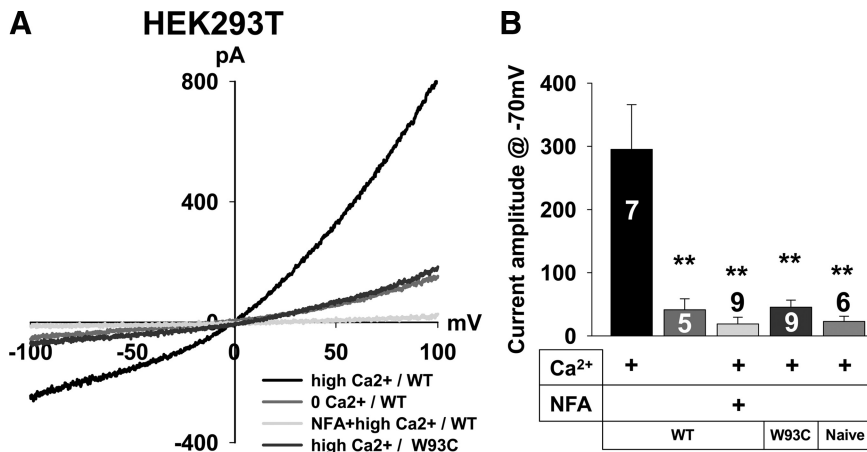 A HEK293T
pA
800
400
0
mV
-100 -50 0 50 100
-400
high Ca2+ / WT
0 Ca2+ / WT
NFA+high Ca2+ / WT
high Ca2+ / W93C
B
Current amplitude @ -70mV
400
300
200
100
0
7
** ** ** **
5 9 9 6
Ca²⁺ + + + +
NFA +
WT W93C Naive